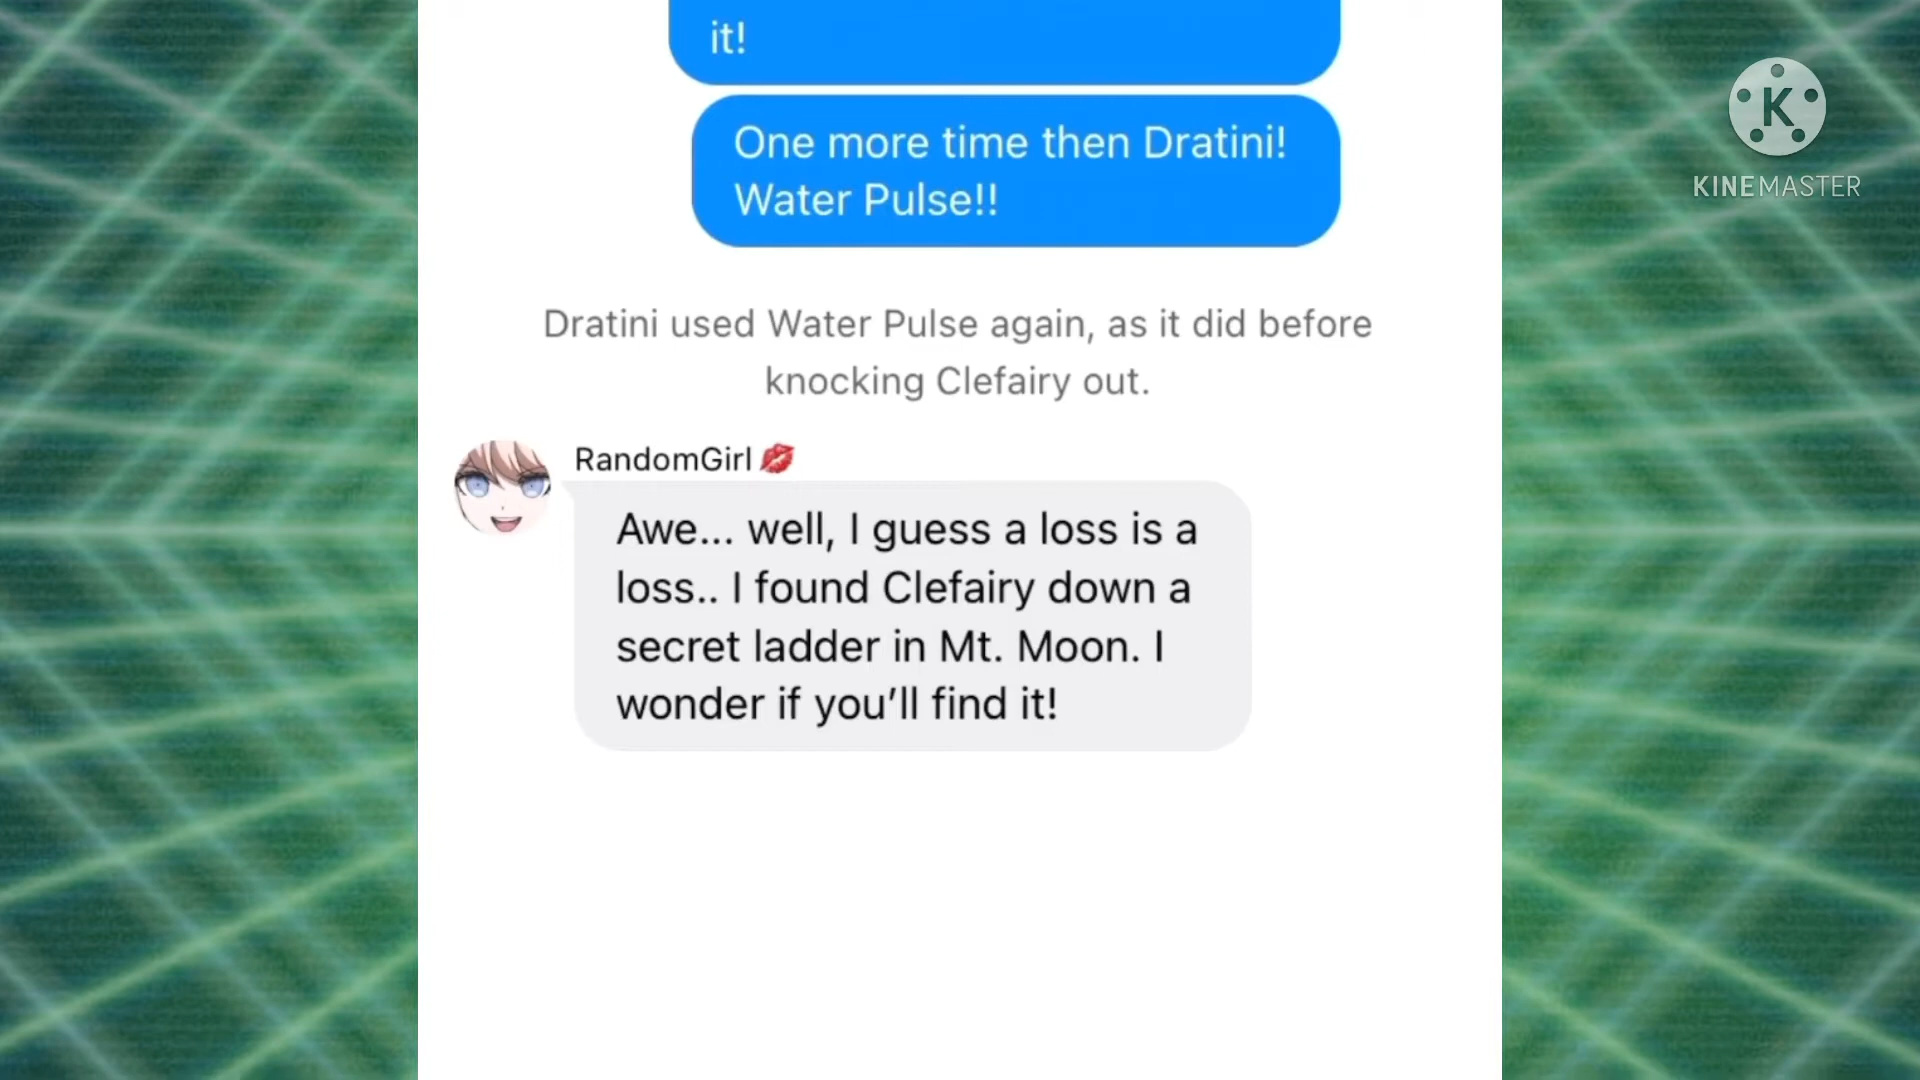 it!
One more time then Dratini!
Water Pulse!!
Dratini used Water Pulse again, as it did before
knocking Clefairy out.
RandomGirl💋
Awe... well, I guess a loss is a
loss.. I found Clefairy down a
secret ladder in Mt. Moon. I
wonder if you’ll find it!
K
KINEMASTER